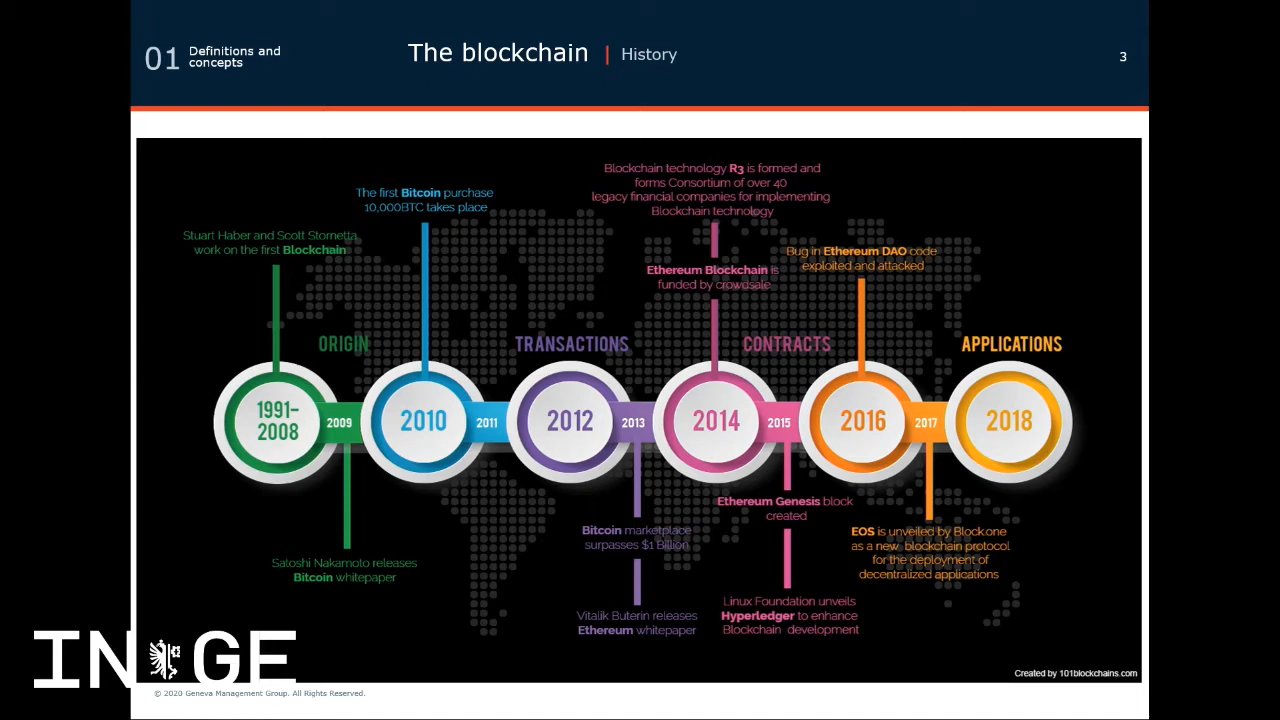 01
Definitions and
concepts
The blockchain | History
3
Blockchain technology R3 is formed and
forms Consortium of over 40
legacy financial companies for implementing
Blockchain technology
The first Bitcoin purchase
10,000BTC takes place
Stuart Haber and Scott Stornetta
work on the first Blockchain
Ethereum Blockchain is
funded by crowdsale
Bug in Ethereum DAO code
exploited and attacked
ORIGIN
TRANSACTIONS
CONTRACTS
APPLICATIONS
1991-
2008
2009
2010
2011
2012
2013
2014
2015
2016
2017
2018
Satoshi Nakamoto releases
Bitcoin whitepaper
Bitcoin marketplace
surpasses $1 Billion
Vitalik Buterin releases
Ethereum whitepaper
Ethereum Genesis block
created
Linux Foundation unveils
Hyperledger to enhance
Blockchain development
EOS is unveiled by Block.one
as a new blockchain protocol
for the deployment of
decentralized applications
Created by 101blockchains.com
IN GE
© 2020 Geneva Management Group. All Rights Reserved.